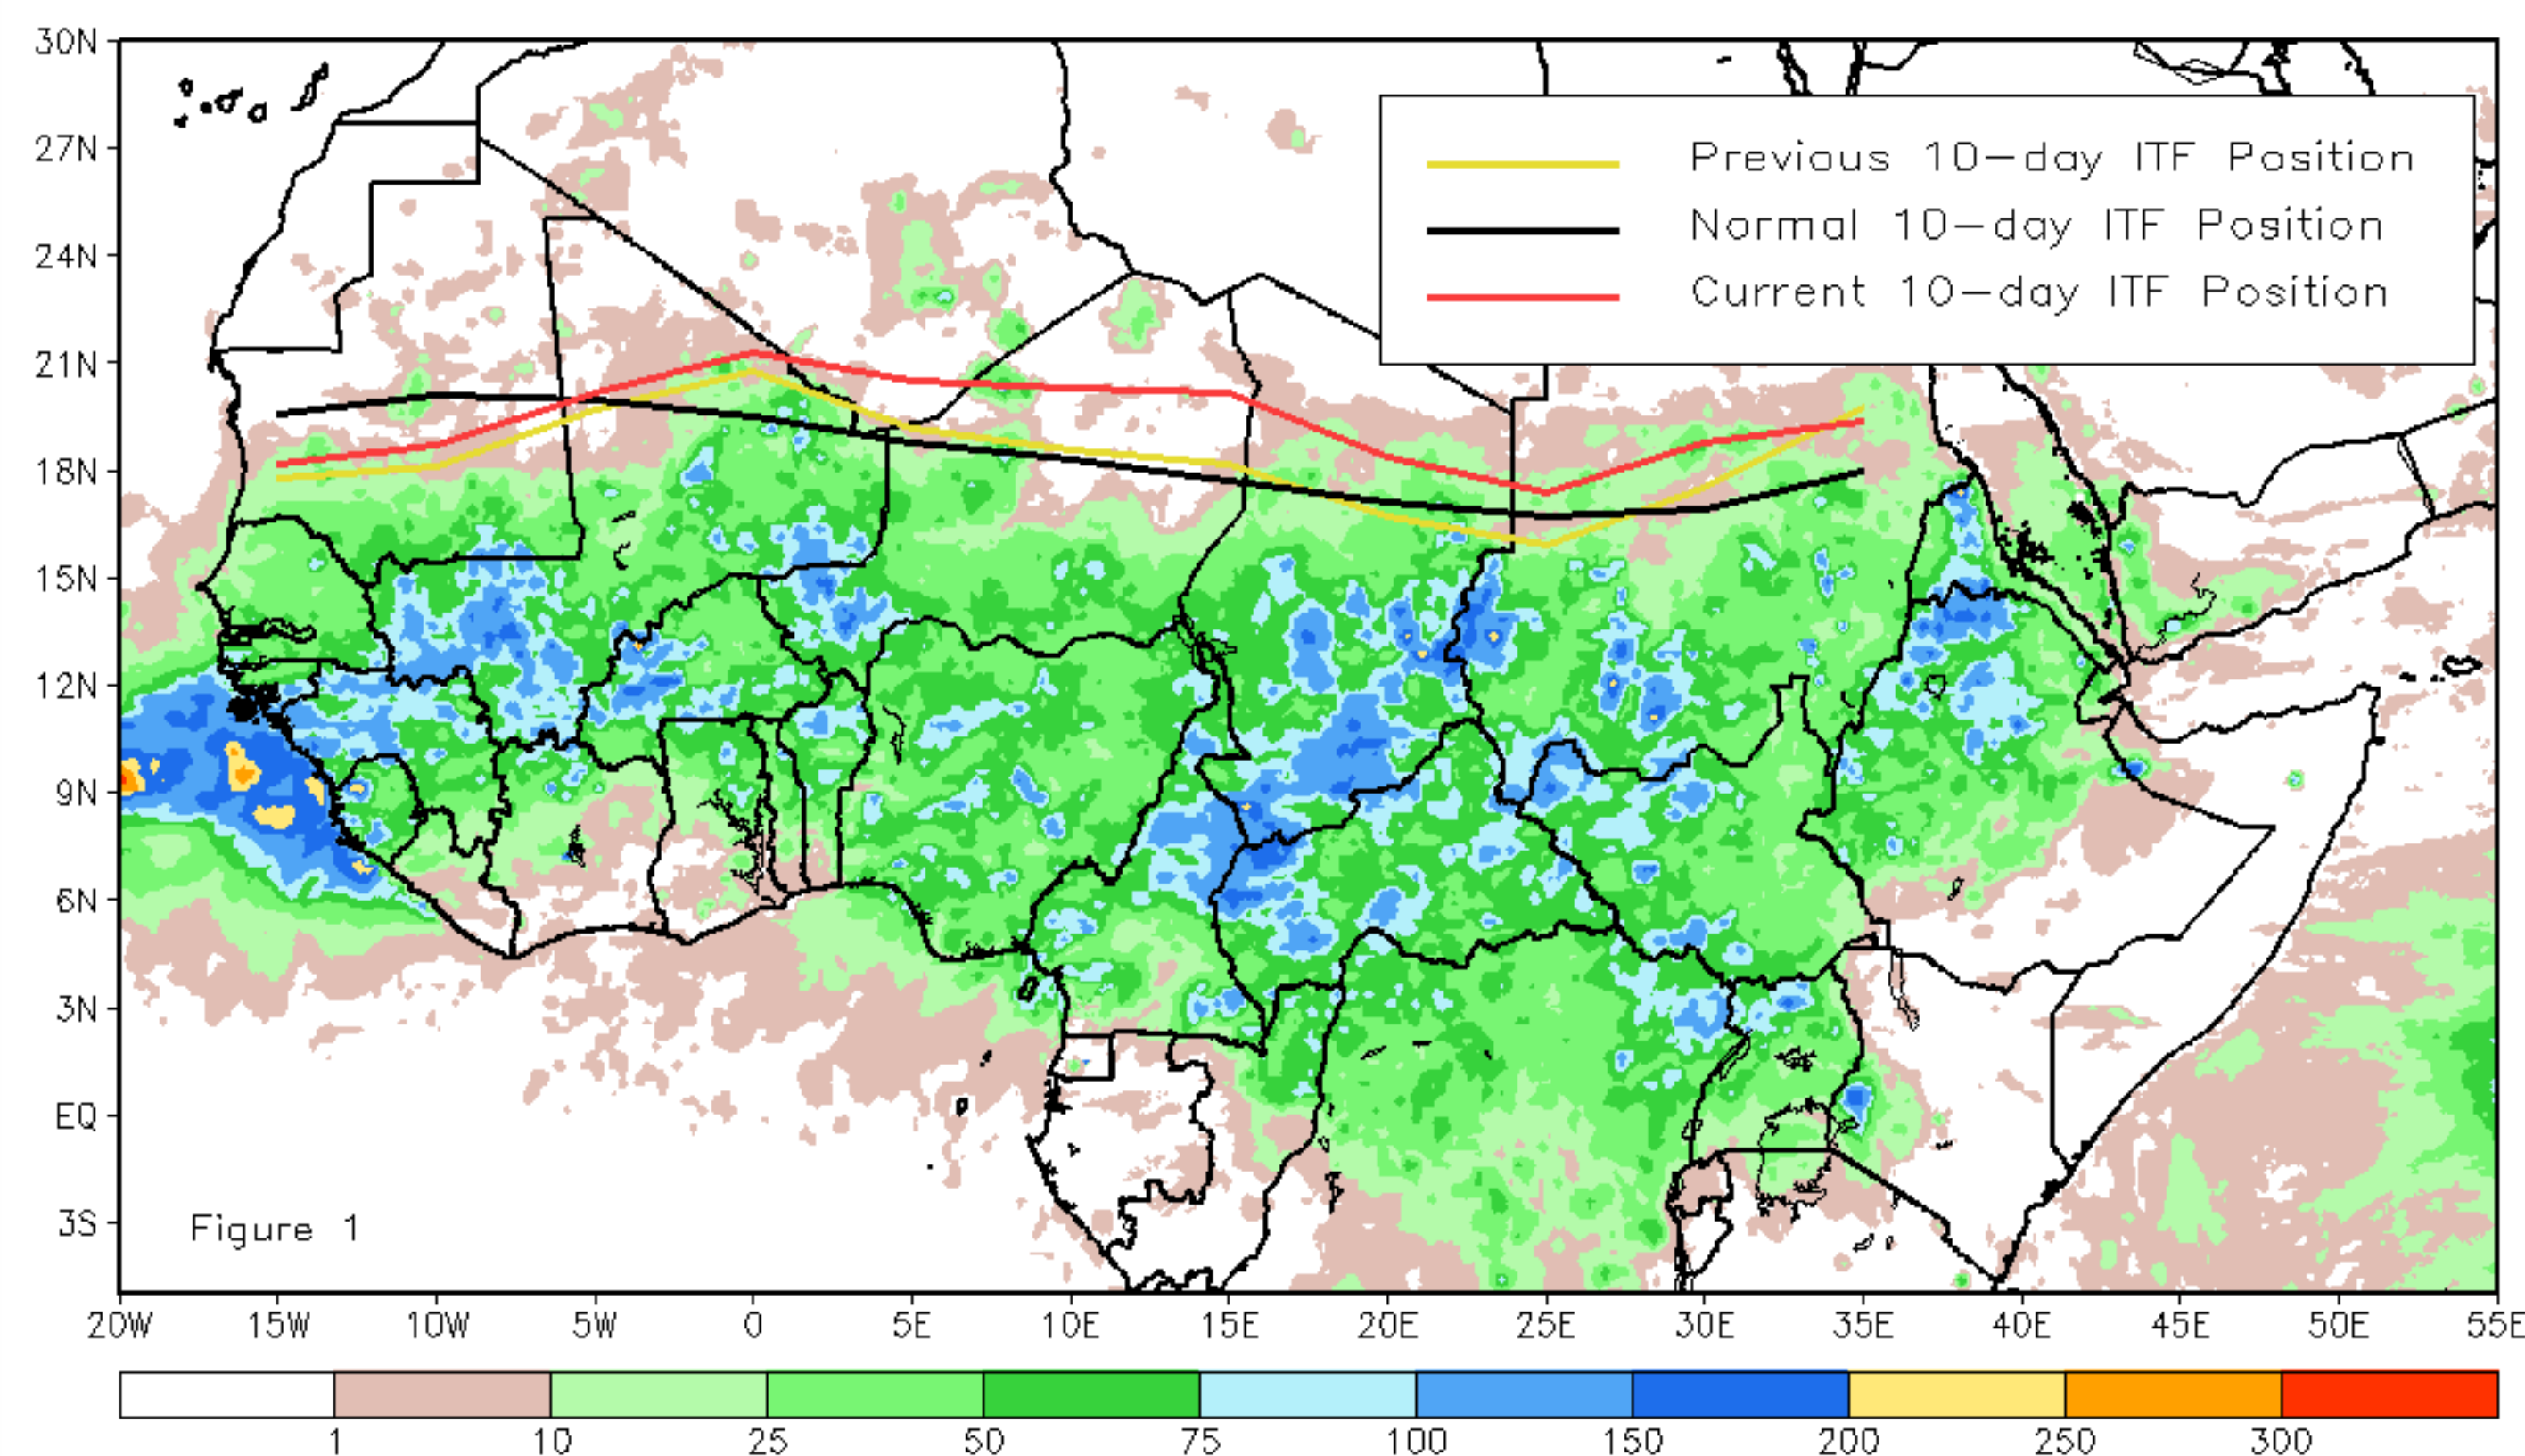 30N
27N
24N
21N
18N
15N
12N
9N
6N
3N
EQ
3S
Previous 10-day ITF Position
Normal 10-day ITF Position
Current 10-day ITF Position
Figure 1
20W 15W 10W 5W 0 5E 10E 15E 20E 25E 30E 35E 40E 45E 50E 55E
1 10 25 50 75 100 150 200 250 300